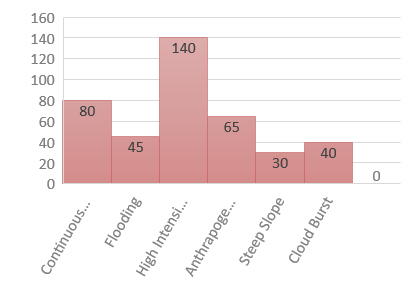 160
140
120
100
80
60
40
20
0
80
45
140
65
30
40
0
Continuous...
Flooding
High Intensi...
Anthrapoge...
Steep Slope
Cloud Burst